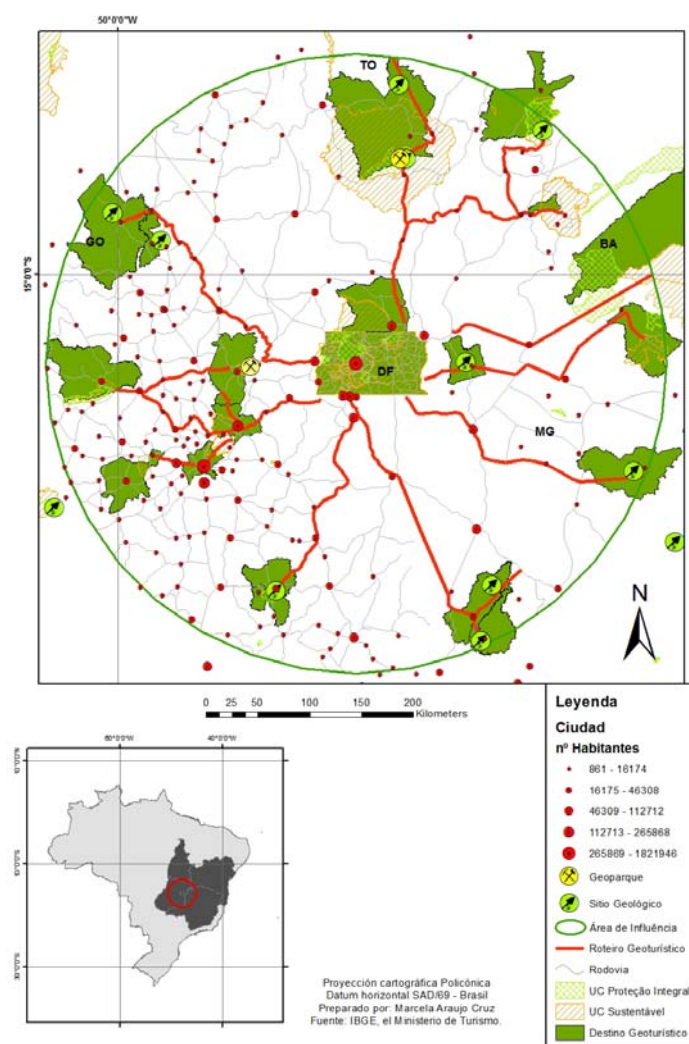 50°0'0"W
TO
GO
BA
15°0'0"S
DF
MG
N
0 25 50 100 150 200
Kilometers
Leyenda
Ciudad
nº Habitantes
861 - 16174
16175 - 46308
46309 - 112712
112713 - 265868
265869 - 1821946
Geoparque
Sitio Geológico
Área de Influência
Roteiro Geoturístico
Rodovia
UC Proteção Integral
UC Sustentável
Destino Geoturístico
60°0'0"W 40°0'0"W
Proyección cartográfica Policónica
Datum horizontal SAD/69 - Brasil
Preparado por: Marcela Araujo Cruz
Fuente: IBGE, el Ministerio de Turismo.